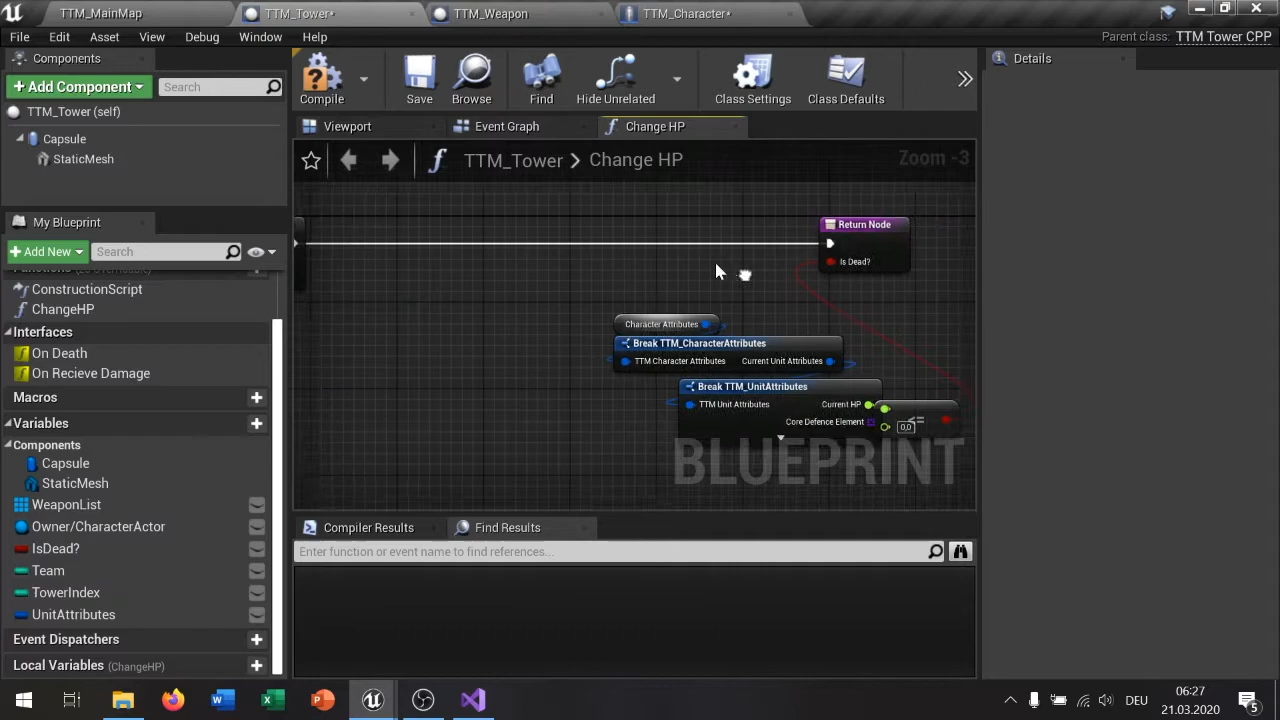 TTM_MainMap
TTM_Tower*
TTM_Weapon
TTM_Character*
File Edit Asset View Debug Window Help
Parent class: TTM Tower CPP
Components
Add Component
Search
TTM_Tower (self)
Capsule
StaticMesh
Compile
Save
Browse
Find
Hide Unrelated
Class Settings
Class Defaults
Details
Viewport
Event Graph
Change HP
TTM_Tower > Change HP
Zoom -3
My Blueprint
Add New
Search
ConstructionScript
ChangeHP
Interfaces
On Death
On Recieve Damage
Macros
Variables
Components
Capsule
StaticMesh
WeaponList
Owner/CharacterActor
IsDead?
Team
TowerIndex
UnitAttributes
Event Dispatchers
Local Variables (ChangeHP)
Return Node
Is Dead?
Character Attributes
Break TTM_CharacterAttributes
TTM Character Attributes Current Unit Attributes
Break TTM_UnitAttributes
TTM Unit Attributes Current HP
Core Defence Element
0,0 <=
BLUEPRINT
Compiler Results
Find Results
Enter function or event name to find references...
DEU
06:27
21.03.2020
5